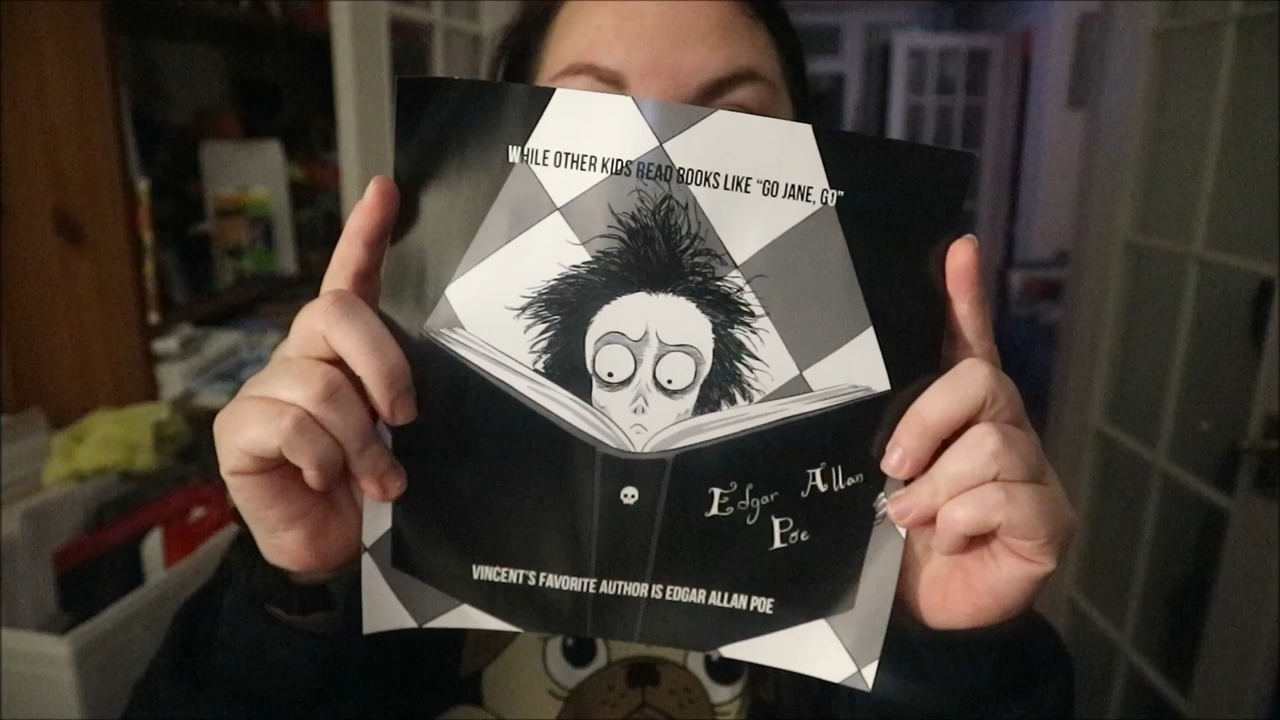 WHILE OTHER KIDS READ BOOKS LIKE “GO JANE, GO”
Edgar Allan
Poe
VINCENT'S FAVORITE AUTHOR IS EDGAR ALLAN POE